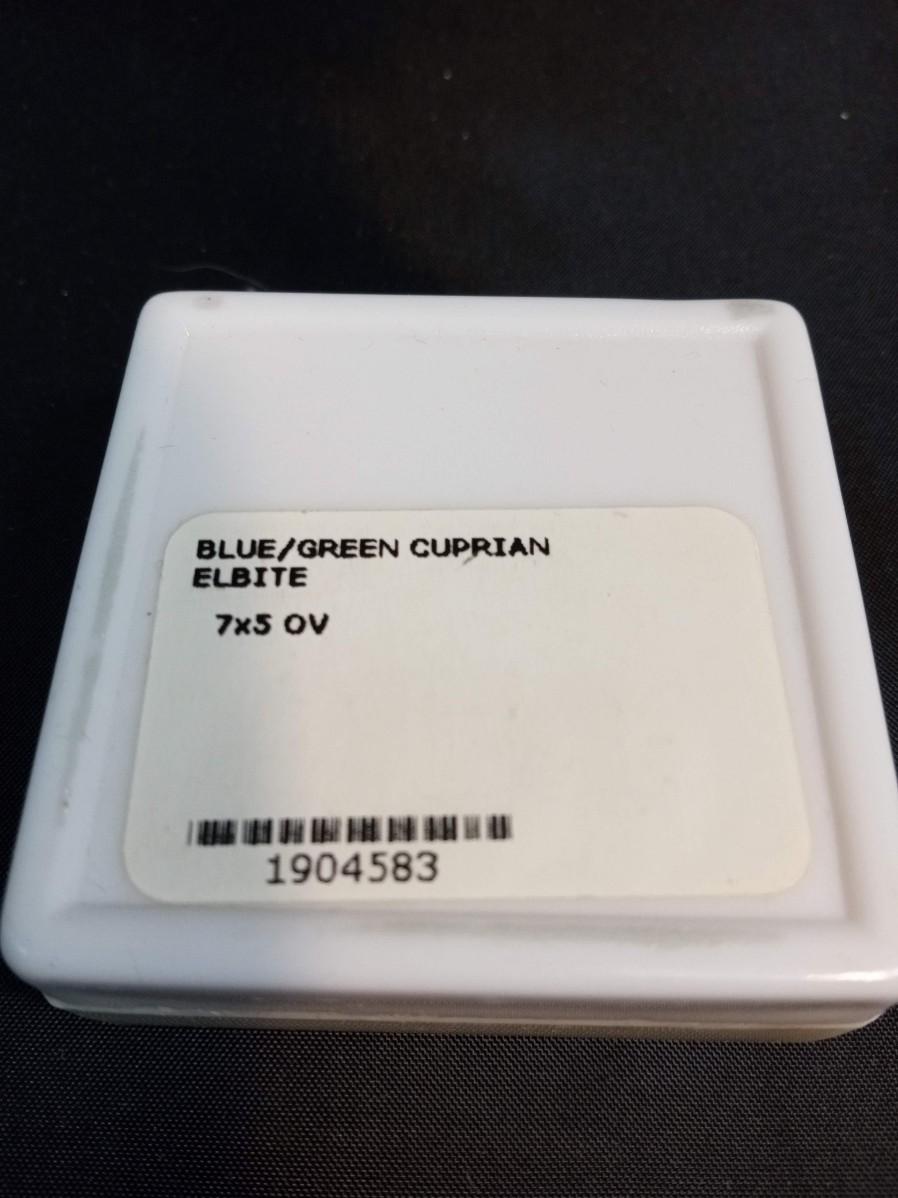 BLUE/GREEN CUPRIAN
ELBITE
7x5 OV
1904583